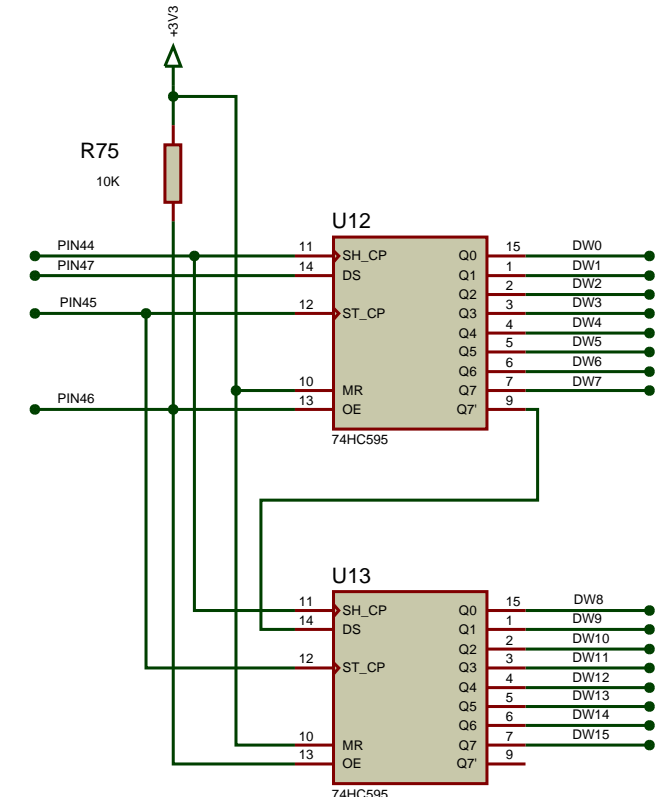 +3V3
R75
10K
U12
PIN44 11 SH_CP Q0 15 DW0
PIN47 14 DS Q1 1 DW1
Q2 2 DW2
PIN45 12 ST_CP Q3 3 DW3
Q4 4 DW4
Q5 5 DW5
Q6 6 DW6
10 MR Q7 7 DW7
PIN46 13 OE Q7' 9
74HC595
U13
11 SH_CP Q0 15 DW8
14 DS Q1 1 DW9
Q2 2 DW10
12 ST_CP Q3 3 DW11
Q4 4 DW12
Q5 5 DW13
Q6 6 DW14
10 MR Q7 7 DW15
13 OE Q7' 9
74HC595